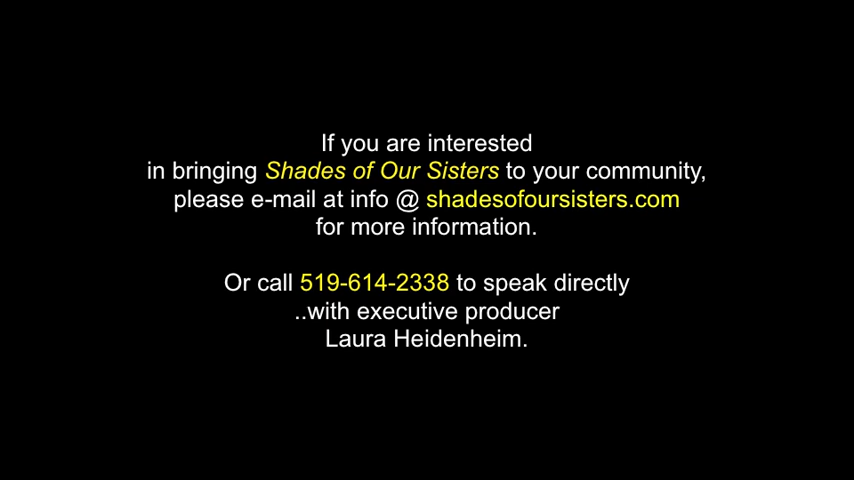 If you are interested
in bringing Shades of Our Sisters to your community,
please e-mail at info @ shadesofoursisters.com
for more information.
Or call 519-614-2338 to speak directly
..with executive producer
Laura Heidenheim.